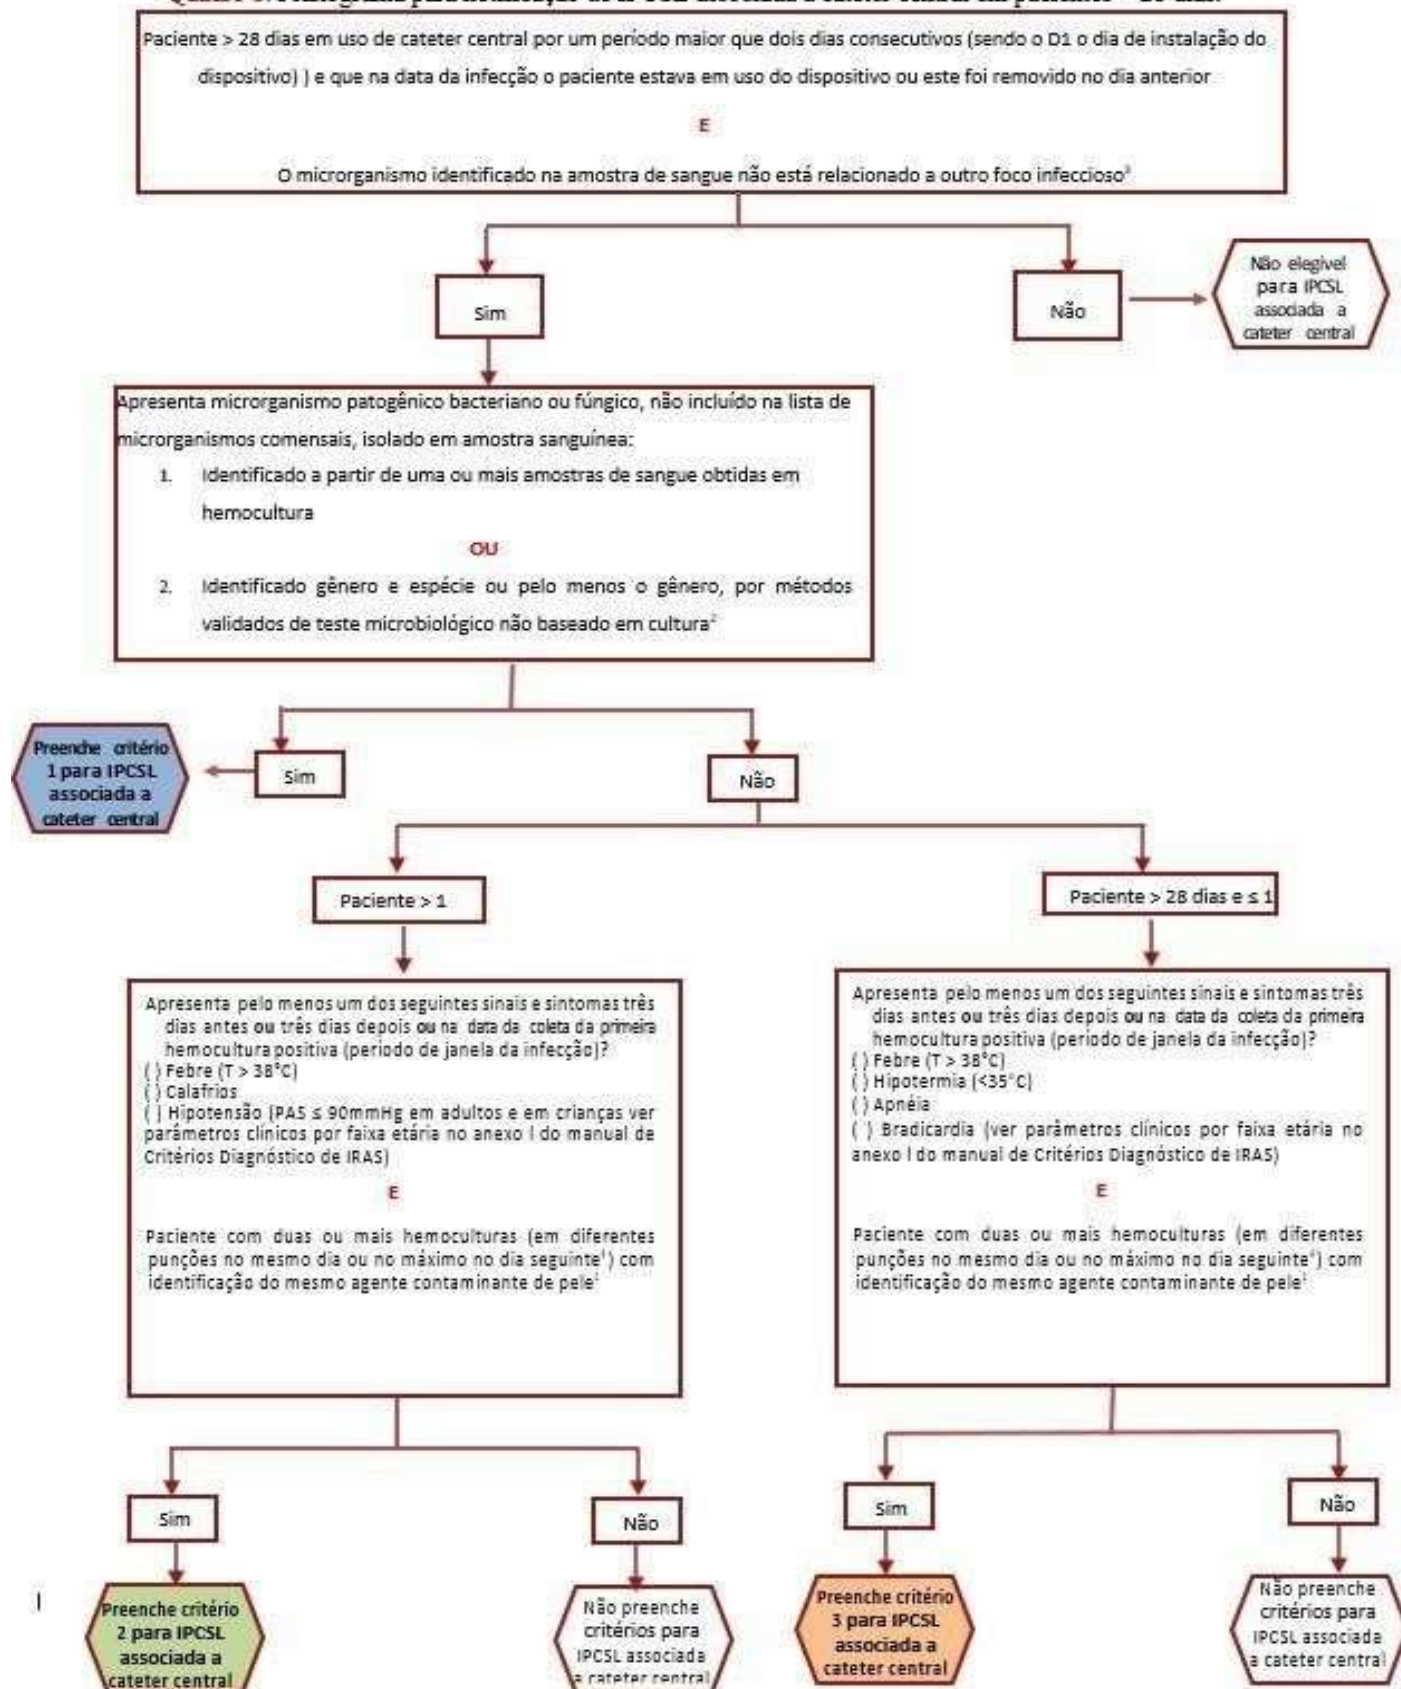 Paciente > 28 dias em uso de cateter central por um período maior que dois dias consecutivos (sendo o D1 o dia de instalação do
dispositivo) ) e que na data da infecção o paciente estava em uso do dispositivo ou este foi removido no dia anterior
E
O microrganismo identificado na amostra de sangue não está relacionado a outro foco infeccioso³
Sim
Não
Não elegível
para IPCSL
associada a
cateter central
Apresenta microrganismo patogênico bacteriano ou fúngico, não incluído na lista de
microrganismos comensais, isolado em amostra sanguínea:
1. Identificado a partir de uma ou mais amostras de sangue obtidas em
hemocultura
OU
2. Identificado gênero e espécie ou pelo menos o gênero, por métodos
validados de teste microbiológico não baseado em cultura²
Preenche critério
1 para IPCSL
associada a
cateter central
Sim
Não
Paciente > 1
Paciente > 28 dias e ≤ 1
Apresenta pelo menos um dos seguintes sinais e sintomas três
dias antes ou três dias depois ou na data da coleta da primeira
hemocultura positiva (período de janela da infecção)?
( ) Febre (T > 38°C)
( ) Calafrios
( ) Hipotensão (PAS ≤ 90mmHg em adultos e em crianças ver
parâmetros clínicos por faixa etária no anexo I do manual de
Critérios Diagnóstico de IRAS)
E
Paciente com duas ou mais hemoculturas (em diferentes
punções no mesmo dia ou no máximo no dia seguinte⁴) com
identificação do mesmo agente contaminante de pele¹
Apresenta pelo menos um dos seguintes sinais e sintomas três
dias antes ou três dias depois ou na data da coleta da primeira
hemocultura positiva (período de janela da infecção)?
( ) Febre (T > 38°C)
( ) Hipotermia (<35°C)
( ) Apnéia
( ) Bradicardia (ver parâmetros clínicos por faixa etária no
anexo I do manual de Critérios Diagnóstico de IRAS)
E
Paciente com duas ou mais hemoculturas (em diferentes
punções no mesmo dia ou no máximo no dia seguinte⁴) com
identificação do mesmo agente contaminante de pele¹
Sim
Não
Sim
Não
Preenche critério
2 para IPCSL
associada a
cateter central
Não preenche
critérios para
IPCSL associada
a cateter central
Preenche critério
3 para IPCSL
associada a
cateter central
Não preenche
critérios para
IPCSL associada
a cateter central